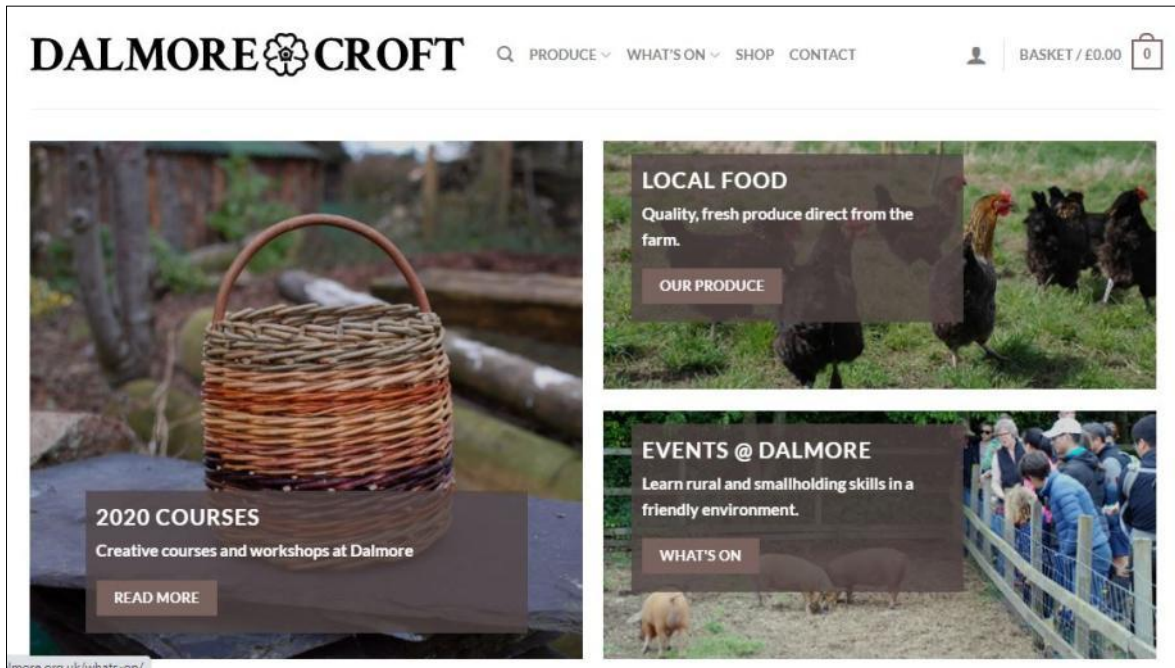 DALMORE CROFT
PRODUCE
WHAT'S ON
SHOP
CONTACT
BASKET / £0.00
0
2020 COURSES
Creative courses and workshops at Dalmore
READ MORE
LOCAL FOOD
Quality, fresh produce direct from the
farm.
OUR PRODUCE
EVENTS @ DALMORE
Learn rural and smallholding skills in a
friendly environment.
WHAT'S ON